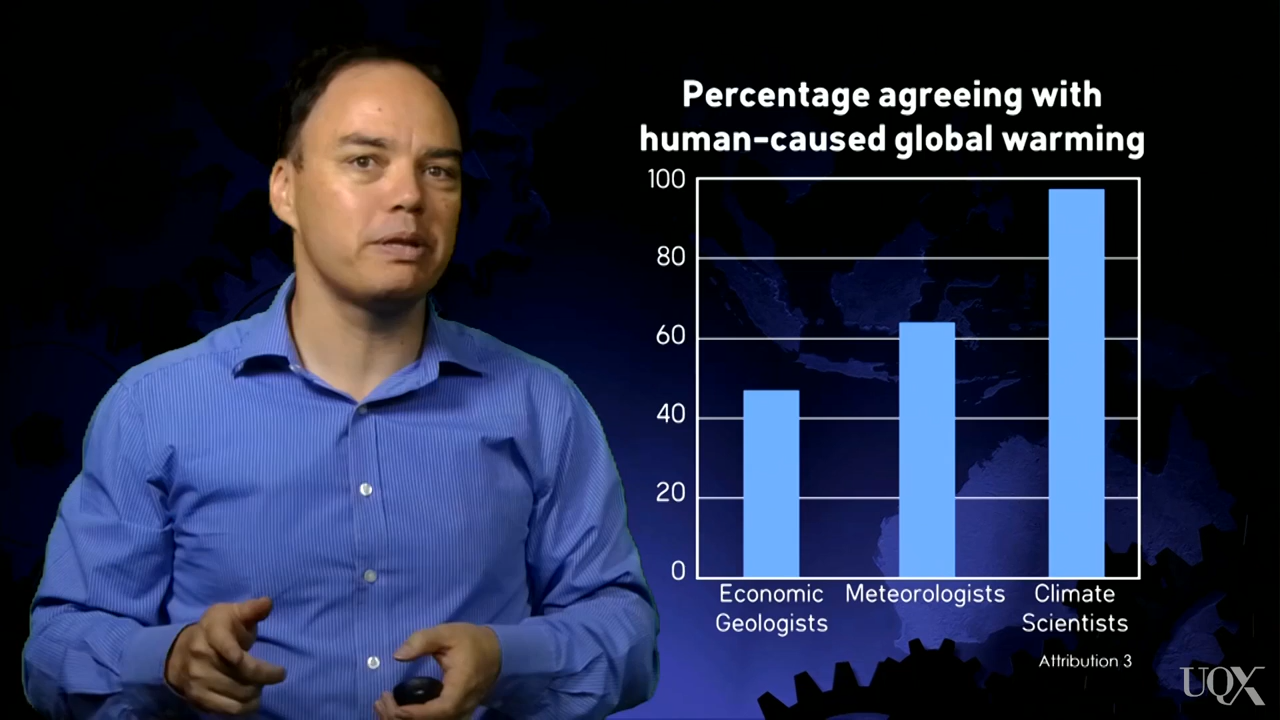 Percentage agreeing with
human-caused global warming
100
80
60
40
20
0
Economic
Geologists
Meteorologists
Climate
Scientists
Attribution 3
UQX